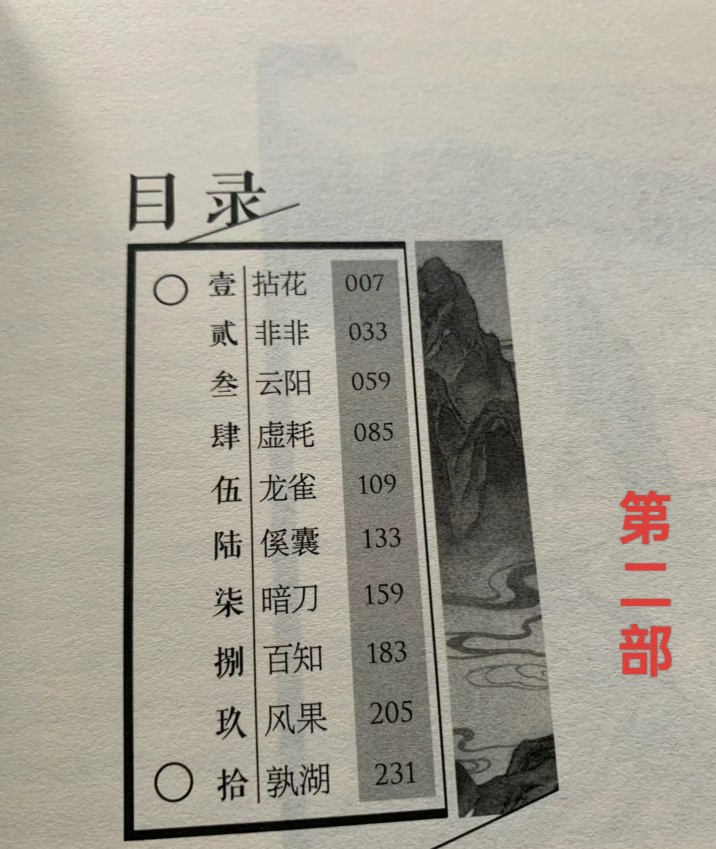 目录
壹 拈花 007
贰 非非 033
叁 云阳 059
肆 虚耗 085
伍 龙雀 109
陆 傒囊 133
柒 暗刀 159
捌 百知 183
玖 风果 205
拾 孰湖 231
第二部